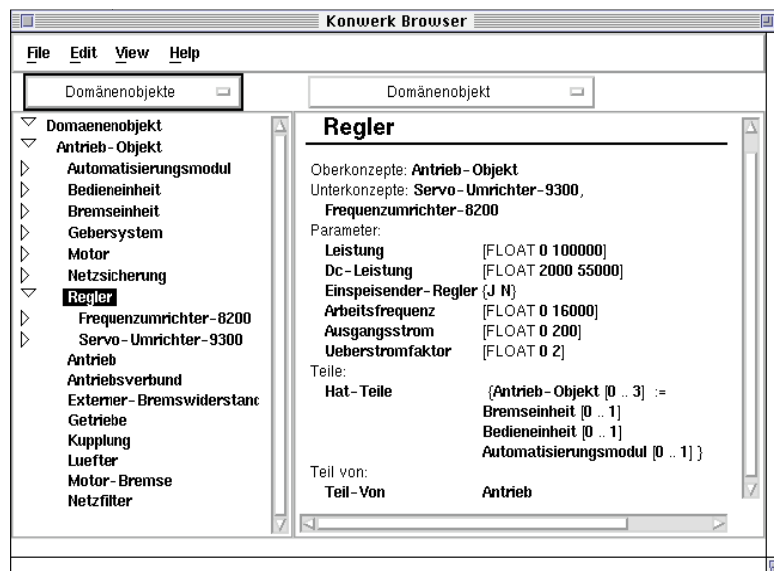 Konwerk Browser
File Edit View Help
Domänenobjekte
Domänenobjekt
Domaenenobjekt
Antrieb-Objekt
Automatisierungsmodul
Bedieneinheit
Bremseinheit
Gebersystem
Motor
Netzsicherung
Regler
Frequenzumrichter-8200
Servo-Umrichter-9300
Antrieb
Antriebsverbund
Externer-Bremswiderstand
Getriebe
Kupplung
Luefter
Motor-Bremse
Netzfilter
Regler
Oberkonzepte: Antrieb-Objekt
Unterkonzepte: Servo-Umrichter-9300,
Frequenzumrichter-8200
Parameter:
Leistung [FLOAT 0 100000]
Dc-Leistung [FLOAT 2000 55000]
Einspeisender-Regler {J N}
Arbeitsfrequenz [FLOAT 0 16000]
Ausgangsstrom [FLOAT 0 200]
Ueberstromfaktor [FLOAT 0 2]
Teile:
Hat-Teile {Antrieb-Objekt [0 .. 3] :=
Bremseinheit [0 .. 1]
Bedieneinheit [0 .. 1]
Automatisierungsmodul [0 .. 1] }
Teil von:
Teil-Von Antrieb